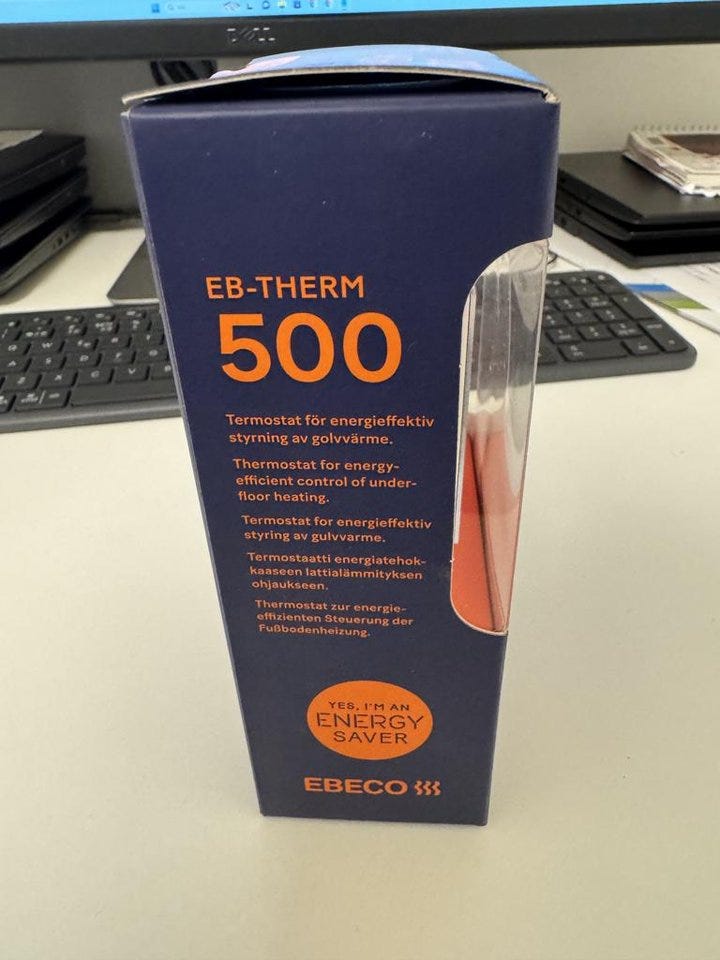 DELL
EB-THERM
500
Termostat för energieffektiv
styrning av golvvärme.
Thermostat for energy-
efficient control of under-
floor heating.
Termostat for energieffektiv
styring av gulvvarme.
Termostaatti energiatehok-
kaaseen lattialämmityksen
ohjaukseen.
Thermostat zur energie-
effizienten Steuerung der
Fußbodenheizung.
YES, I'M AN
ENERGY
SAVER
EBECO